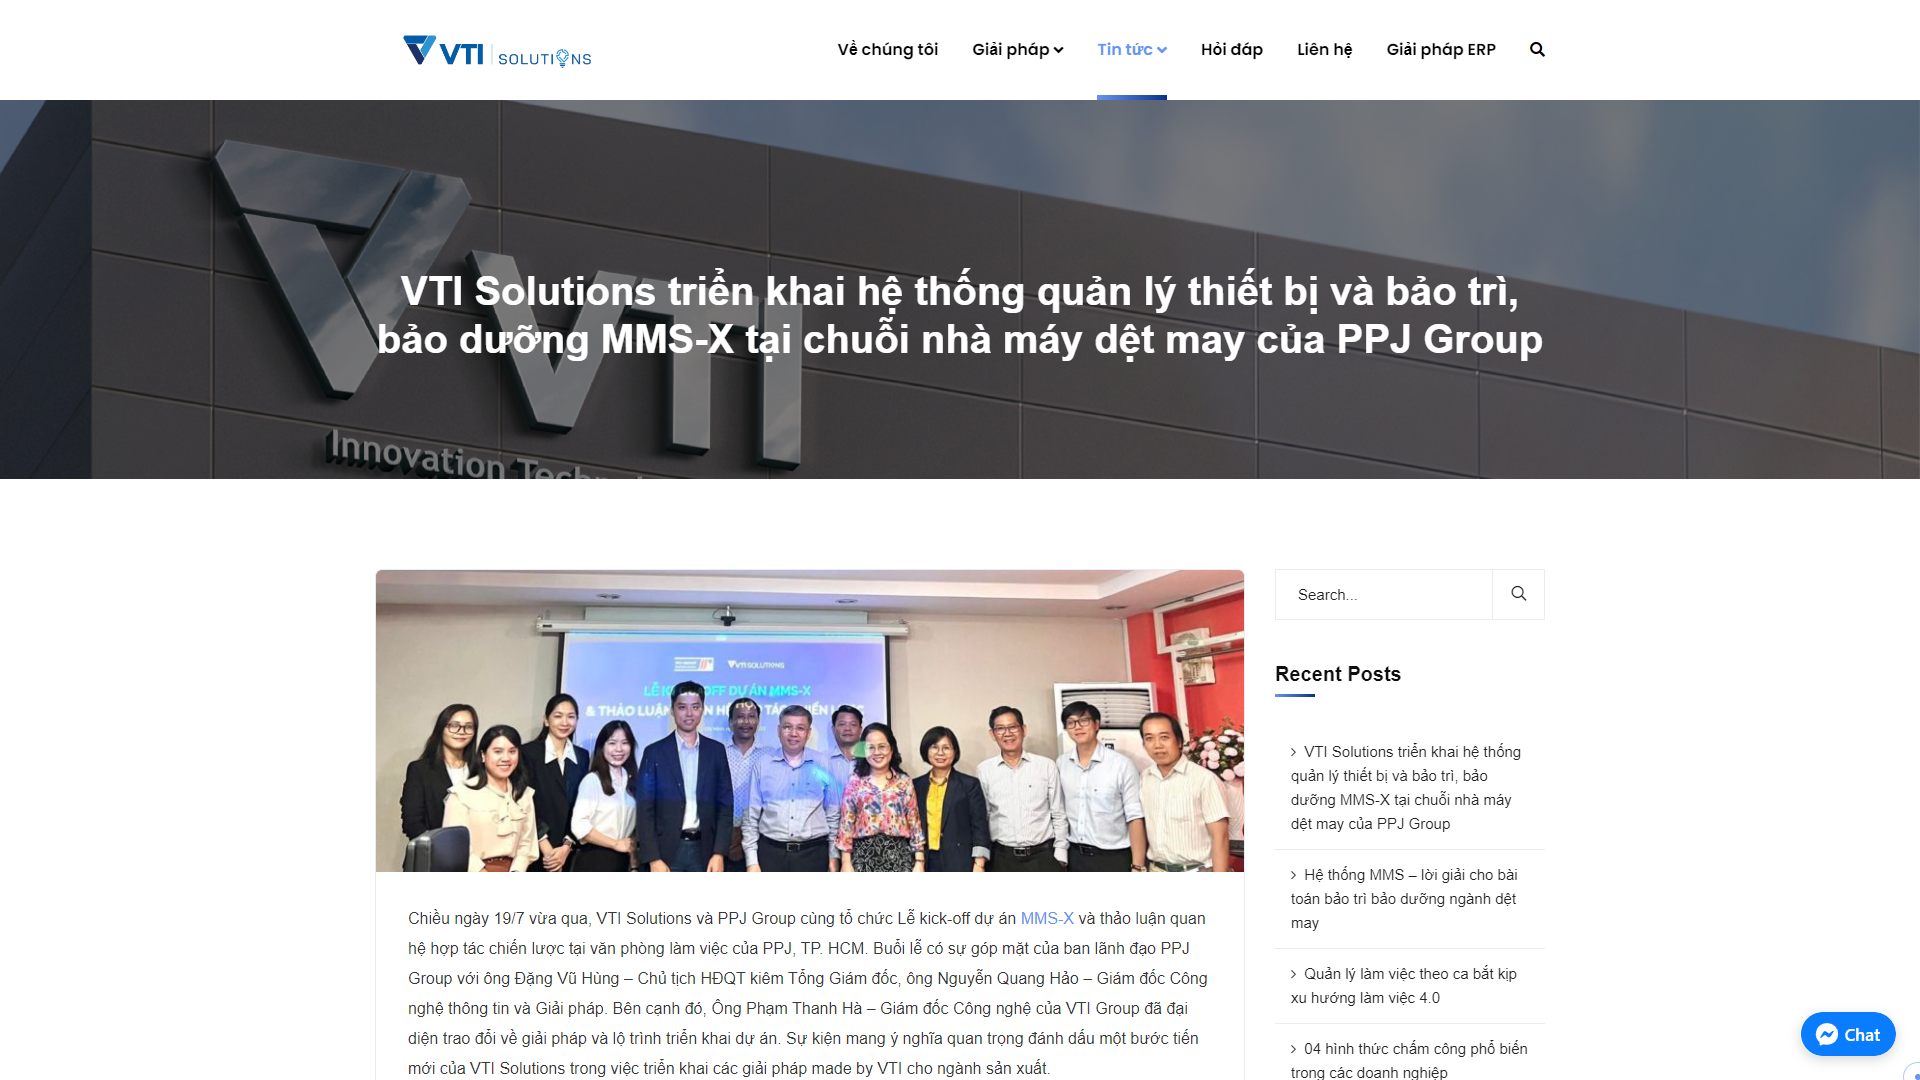 VTI SOLUTIONS
Về chúng tôi
Giải pháp
Tin tức
Hỏi đáp
Liên hệ
Giải pháp ERP
VTI Solutions triển khai hệ thống quản lý thiết bị và bảo trì,
bảo dưỡng MMS-X tại chuỗi nhà máy dệt may của PPJ Group
VTI
Innovation
VTI SOLUTIONS
DỰ ÁN MMS-X
& THẢO LUẬN
Search...
Recent Posts
VTI Solutions triển khai hệ thống
quản lý thiết bị và bảo trì, bảo
dưỡng MMS-X tại chuỗi nhà máy
dệt may của PPJ Group
Hệ thống MMS – lời giải cho bài
toán bảo trì bảo dưỡng ngành dệt
may
Quản lý làm việc theo ca bắt kịp
xu hướng làm việc 4.0
04 hình thức chấm công phổ biến
trong các doanh nghiệp
Chiều ngày 19/7 vừa qua, VTI Solutions và PPJ Group cùng tổ chức Lễ kick-off dự án MMS-X và thảo luận quan
hệ hợp tác chiến lược tại văn phòng làm việc của PPJ, TP. HCM. Buổi lễ có sự góp mặt của ban lãnh đạo PPJ
Group với ông Đặng Vũ Hùng – Chủ tịch HĐQT kiêm Tổng Giám đốc, ông Nguyễn Quang Hảo – Giám đốc Công
nghệ thông tin và Giải pháp. Bên cạnh đó, Ông Phạm Thanh Hà – Giám đốc Công nghệ của VTI Group đã đại
diện trao đổi về giải pháp và lộ trình triển khai dự án. Sự kiện mang ý nghĩa quan trọng đánh dấu một bước tiến
mới của VTI Solutions trong việc triển khai các giải pháp made by VTI cho ngành sản xuất.
Chat